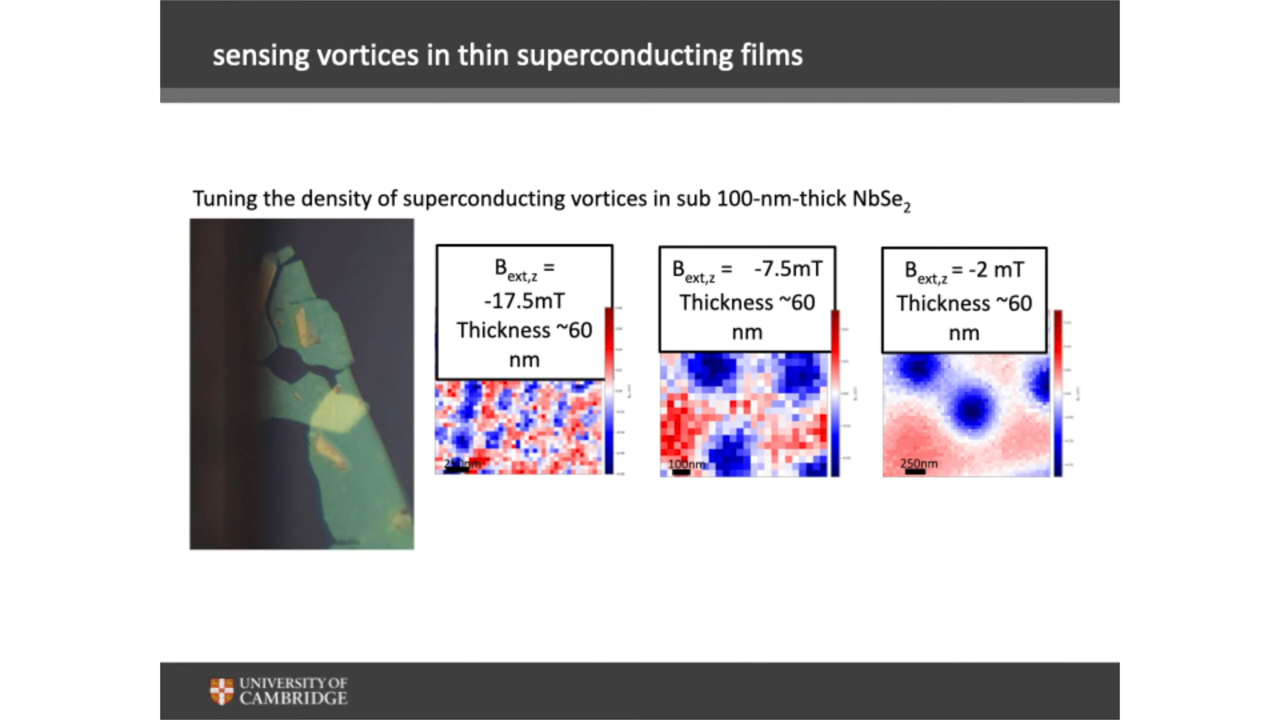 sensing vortices in thin superconducting films
Tuning the density of superconducting vortices in sub 100-nm-thick NbSe2
Bext,z =
-17.5mT
Thickness ~60
nm
Bext,z = -7.5mT
Thickness ~60
nm
Bext,z = -2 mT
Thickness ~60
nm
100nm
250nm
UNIVERSITY OF
CAMBRIDGE